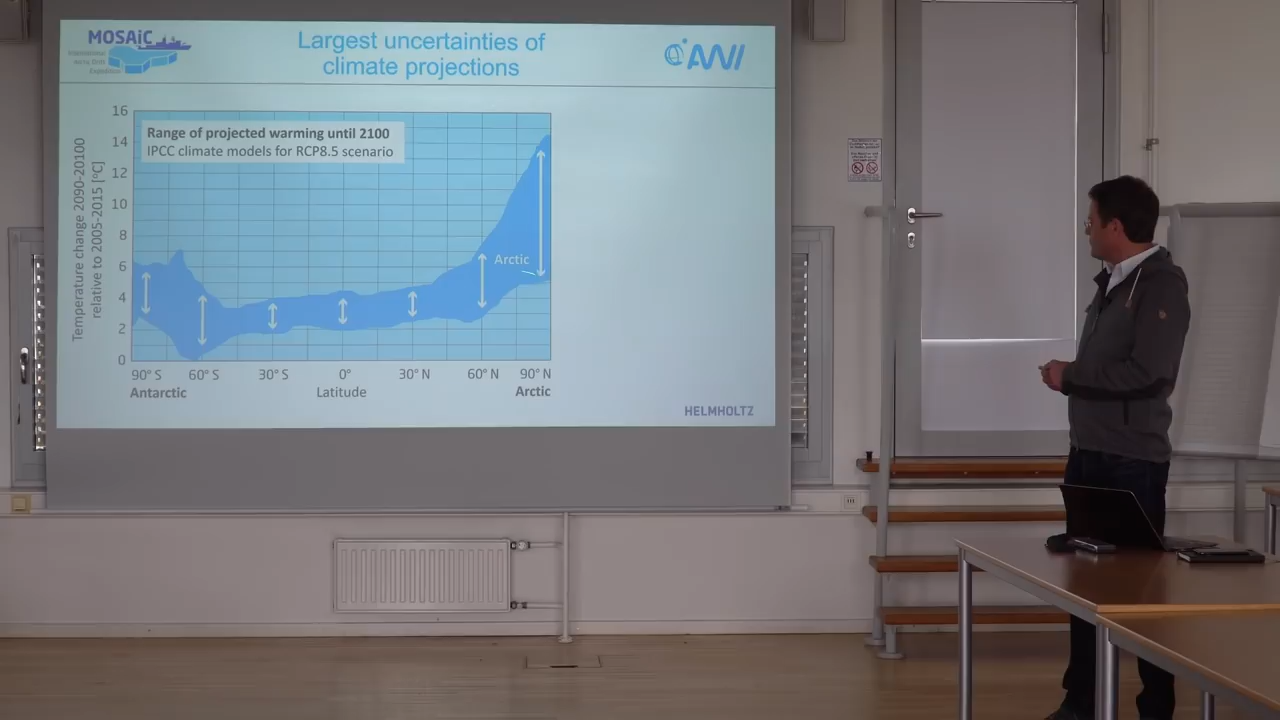 MOSAiC
Expedition
Largest uncertainties of
climate projections
AWI
16
14
12
10
8
6
4
2
0
Temperature change 2090-20100
relative to 2005-2015 [°C]
Range of projected warming until 2100
IPCC climate models for RCP8.5 scenario
Arctic
90° S
60° S
30° S
0°
30° N
60° N
90° N
Antarctic
Latitude
Arctic
HELMHOLTZ